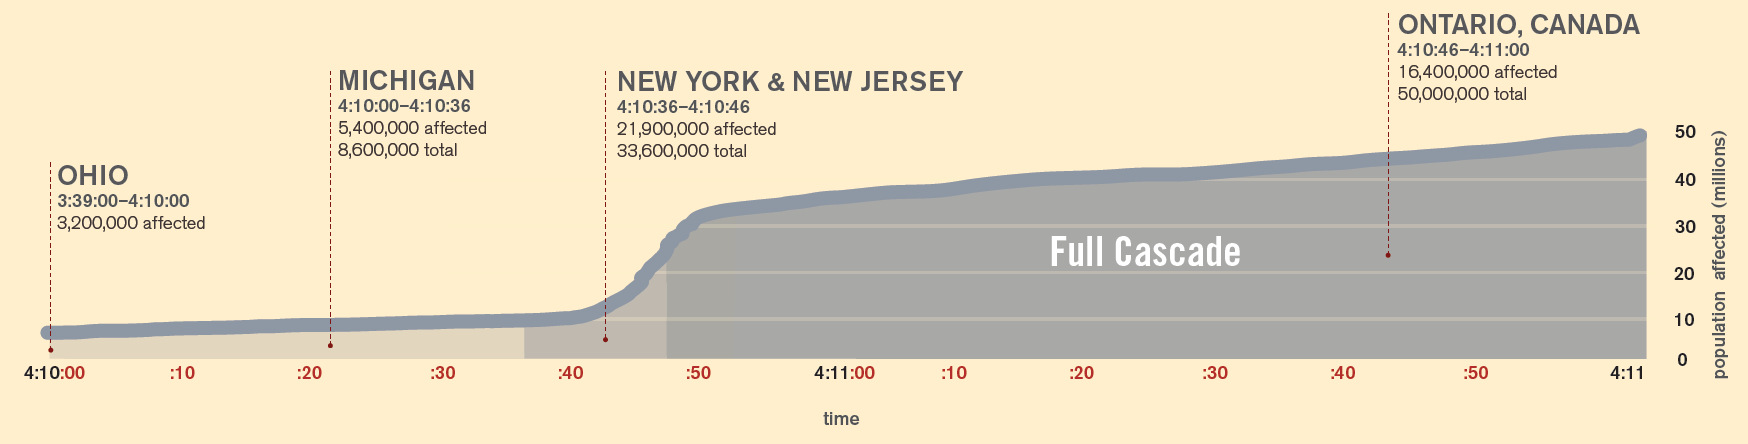 OHIO
3:39:00–4:10:00
3,200,000 affected
MICHIGAN
4:10:00–4:10:36
5,400,000 affected
8,600,000 total
NEW YORK & NEW JERSEY
4:10:36–4:10:46
21,900,000 affected
33,600,000 total
ONTARIO, CANADA
4:10:46–4:11:00
16,400,000 affected
50,000,000 total
Full Cascade
50
40
30
20
10
0
population affected (millions)
4:10:00 :10 :20 :30 :40 :50 4:11:00 :10 :20 :30 :40 :50 4:11
time